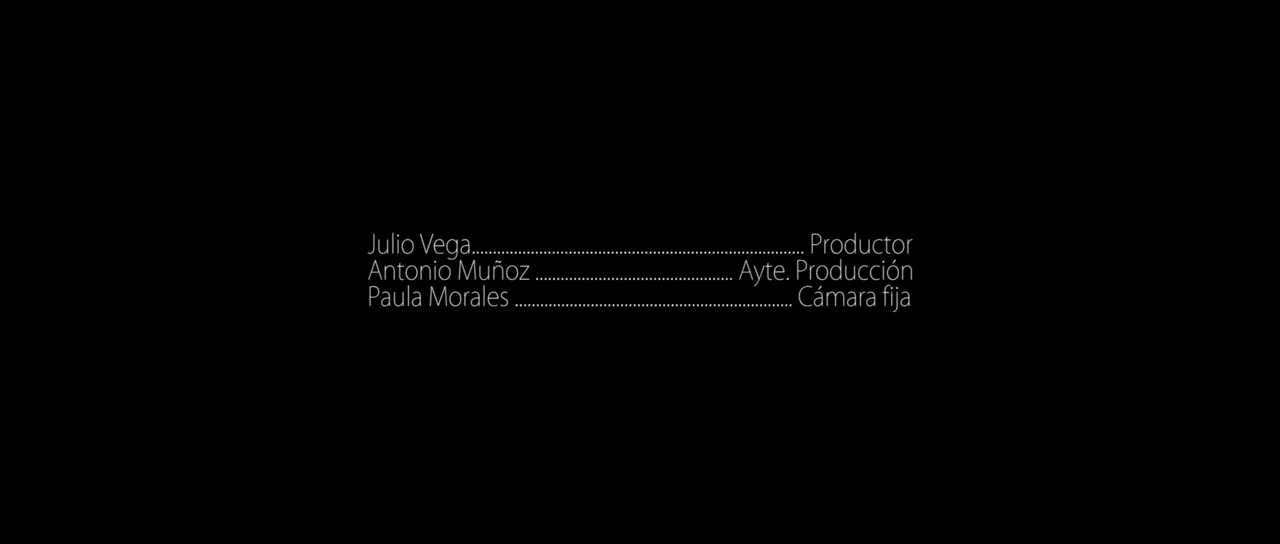 Julio Vega............................................................................... Productor
Antonio Muñoz ............................................... Ayte. Producción
Paula Morales .................................................................. Cámara fija